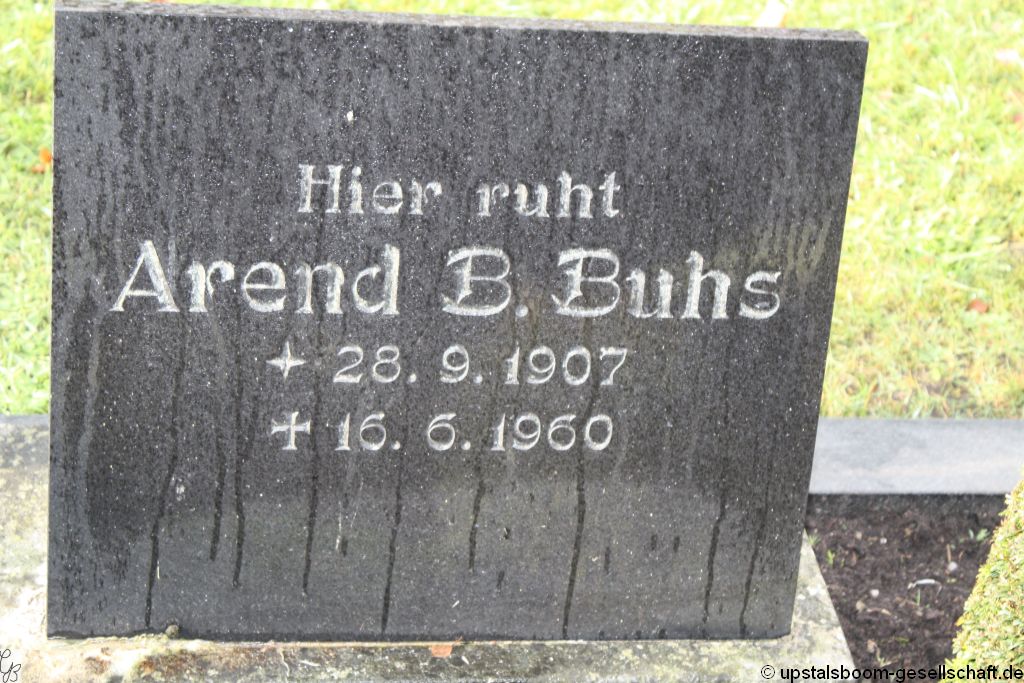 Hier ruht
Arend B. Buhs
28. 9. 1907
16. 6. 1960
© upstalsboom-gesellschaft.de